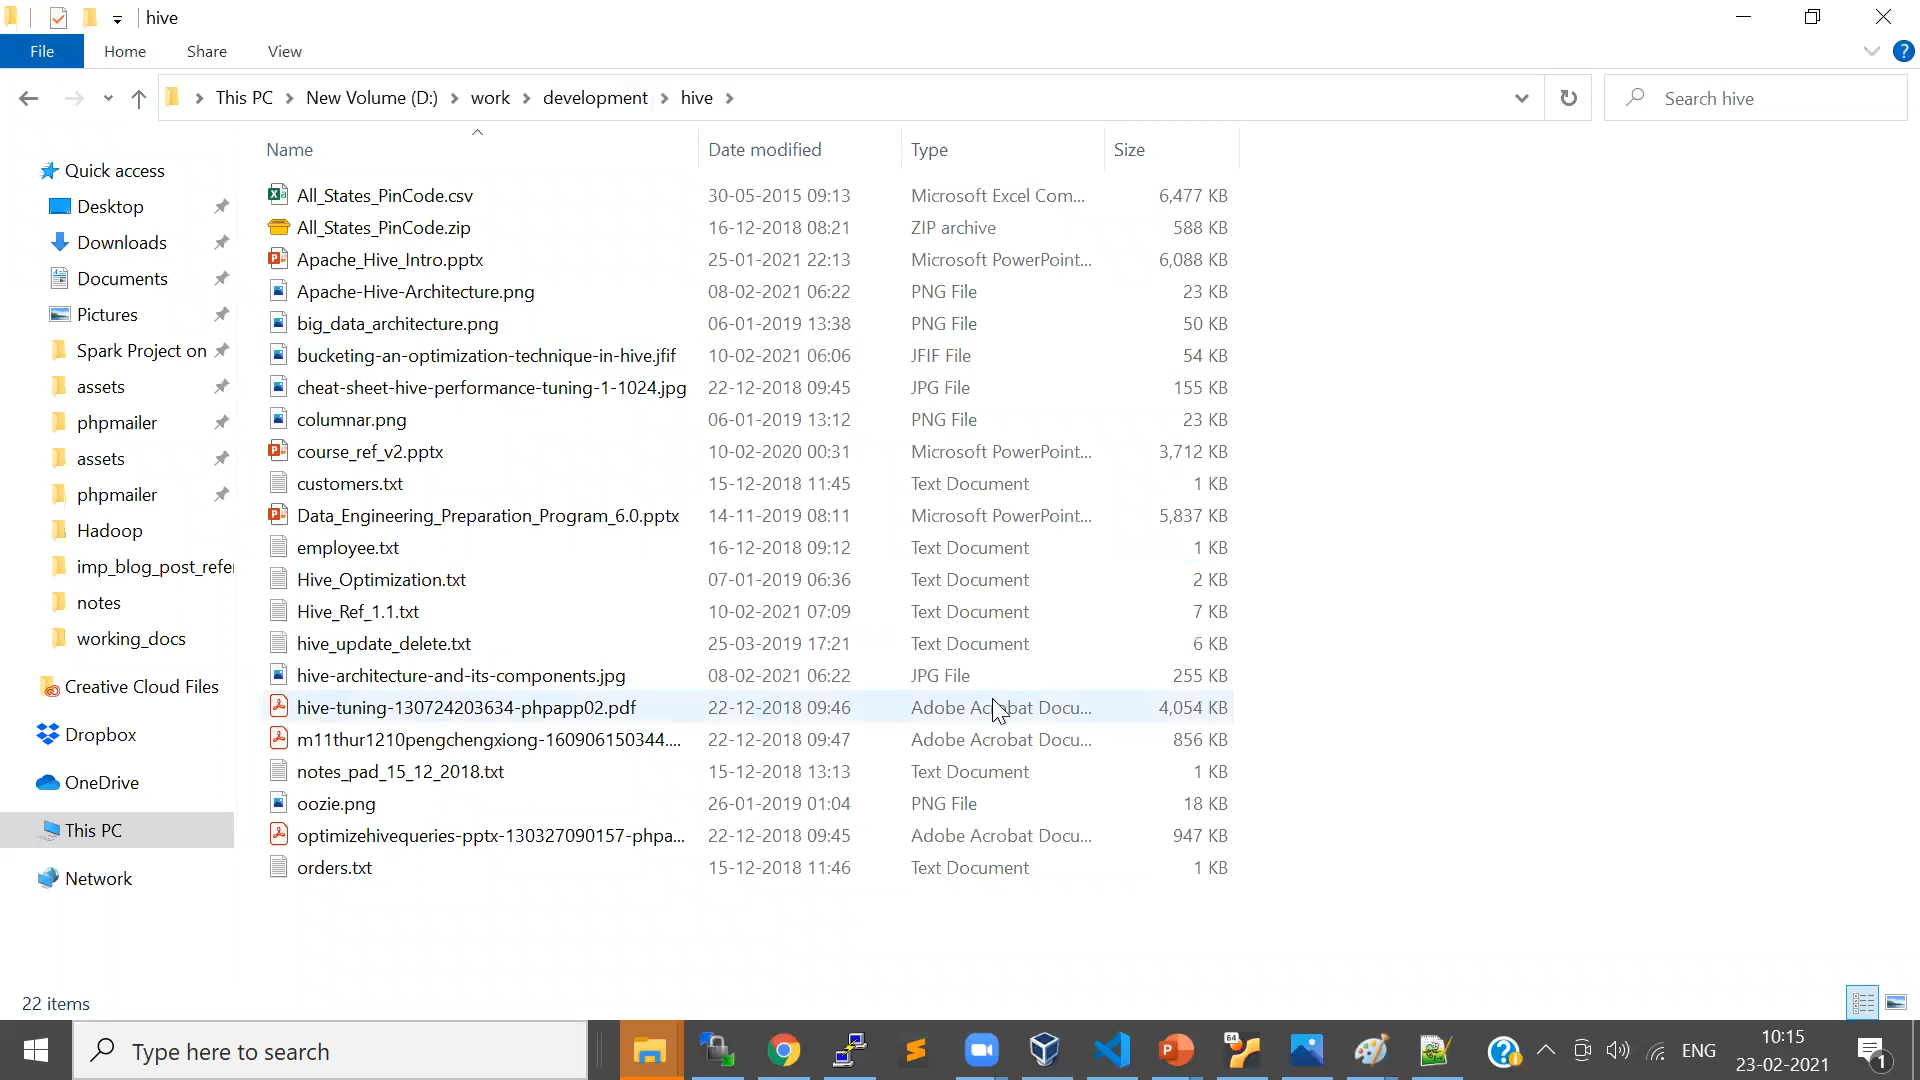 hive
File Home Share View
This PC New Volume (D:) work development hive Search hive
Name Date modified Type Size
Quick access
Desktop
Downloads
Documents
Pictures
Spark Project on
assets
phpmailer
assets
phpmailer
Hadoop
imp_blog_post_refer
notes
working_docs
Creative Cloud Files
Dropbox
OneDrive
This PC
Network
All_States_PinCode.csv 30-05-2015 09:13 Microsoft Excel Com... 6,477 KB
All_States_PinCode.zip 16-12-2018 08:21 ZIP archive 588 KB
Apache_Hive_Intro.pptx 25-01-2021 22:13 Microsoft PowerPoint... 6,088 KB
Apache-Hive-Architecture.png 08-02-2021 06:22 PNG File 23 KB
big_data_architecture.png 06-01-2019 13:38 PNG File 50 KB
bucketing-an-optimization-technique-in-hive.jfif 10-02-2021 06:06 JFIF File 54 KB
cheat-sheet-hive-performance-tuning-1-1024.jpg 22-12-2018 09:45 JPG File 155 KB
columnar.png 06-01-2019 13:12 PNG File 23 KB
course_ref_v2.pptx 10-02-2020 00:31 Microsoft PowerPoint... 3,712 KB
customers.txt 15-12-2018 11:45 Text Document 1 KB
Data_Engineering_Preparation_Program_6.0.pptx 14-11-2019 08:11 Microsoft PowerPoint... 5,837 KB
employee.txt 16-12-2018 09:12 Text Document 1 KB
Hive_Optimization.txt 07-01-2019 06:36 Text Document 2 KB
Hive_Ref_1.1.txt 10-02-2021 07:09 Text Document 7 KB
hive_update_delete.txt 25-03-2019 17:21 Text Document 6 KB
hive-architecture-and-its-components.jpg 08-02-2021 06:22 JPG File 255 KB
hive-tuning-130724203634-phpapp02.pdf 22-12-2018 09:46 Adobe Acrobat Docu... 4,054 KB
m11thur1210pengchengxiong-160906150344.... 22-12-2018 09:47 Adobe Acrobat Docu... 856 KB
notes_pad_15_12_2018.txt 15-12-2018 13:13 Text Document 1 KB
oozie.png 26-01-2019 01:04 PNG File 18 KB
optimizehivequeries-pptx-130327090157-phpa... 22-12-2018 09:45 Adobe Acrobat Docu... 947 KB
orders.txt 15-12-2018 11:46 Text Document 1 KB
22 items
Type here to search
64
ENG
10:15
23-02-2021
1